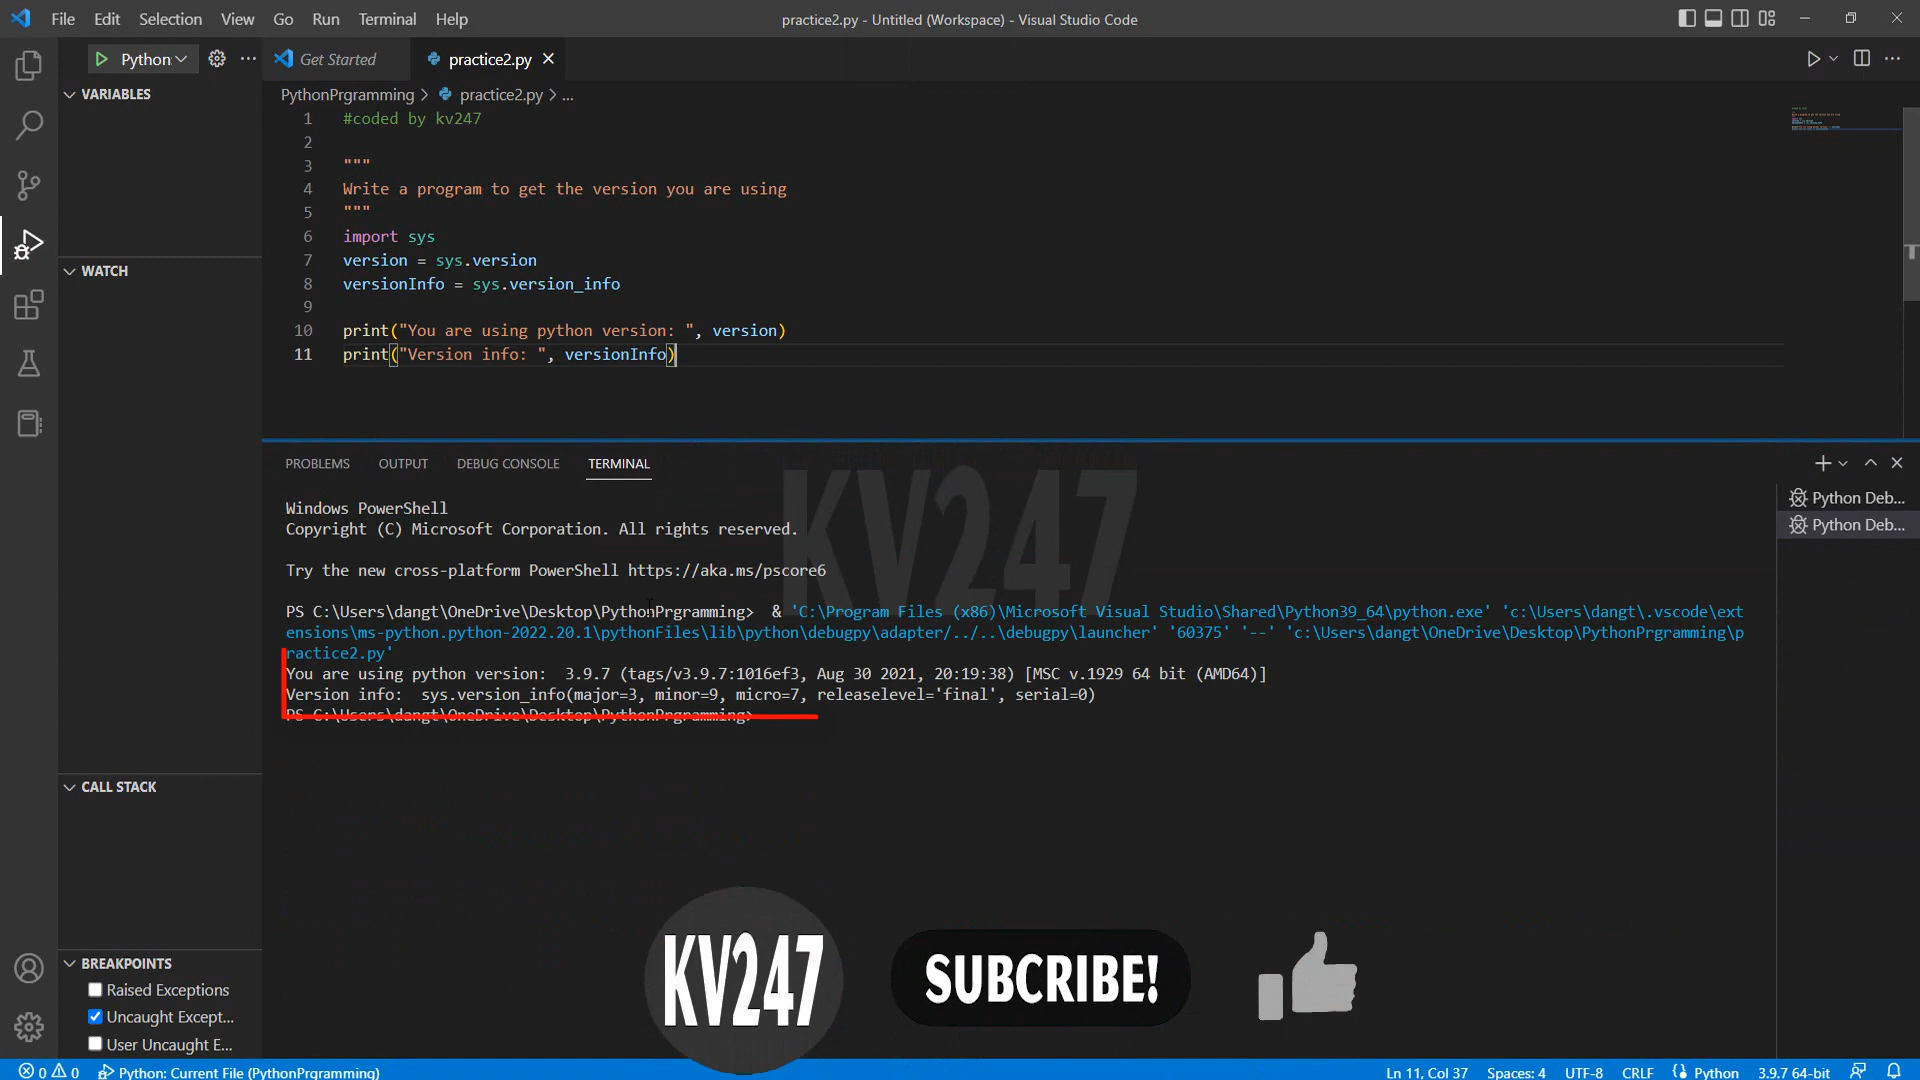 File Edit Selection View Go Run Terminal Help
practice2.py - Untitled (Workspace) - Visual Studio Code
Python
Get Started
practice2.py
VARIABLES
PythonPrgramming > practice2.py > ...
1 #coded by kv247
2
3 """
4 Write a program to get the version you are using
5 """
6 import sys
7 version = sys.version
8 versionInfo = sys.version_info
9
10 print("You are using python version: ", version)
11 print("Version info: ", versionInfo)
WATCH
PROBLEMS OUTPUT DEBUG CONSOLE TERMINAL
KV247
Python Deb...
Python Deb...
Windows PowerShell
Copyright (C) Microsoft Corporation. All rights reserved.
Try the new cross-platform PowerShell https://aka.ms/pscore6
PS C:\Users\dangt\OneDrive\Desktop\PythonPrgramming>  & 'C:\Program Files (x86)\Microsoft Visual Studio\Shared\Python39_64\python.exe' 'c:\Users\dangt\.vscode\ext
ensions\ms-python.python-2022.20.1\pythonFiles\lib\python\debugpy\adapter/../..\debugpy\launcher' '60375' '--' 'c:\Users\dangt\OneDrive\Desktop\PythonPrgramming\p
ractice2.py'
You are using python version:  3.9.7 (tags/v3.9.7:1016ef3, Aug 30 2021, 20:19:38) [MSC v.1929 64 bit (AMD64)]
Version info:  sys.version_info(major=3, minor=9, micro=7, releaselevel='final', serial=0)
PS C:\Users\dangt\OneDrive\Desktop\PythonPrgramming>
CALL STACK
BREAKPOINTS
Raised Exceptions
Uncaught Except...
User Uncaught E...
KV247
SUBCRIBE!
0 0 Python: Current File (PythonPrgramming)
Ln 11, Col 37 Spaces: 4 UTF-8 CRLF Python 3.9.7 64-bit